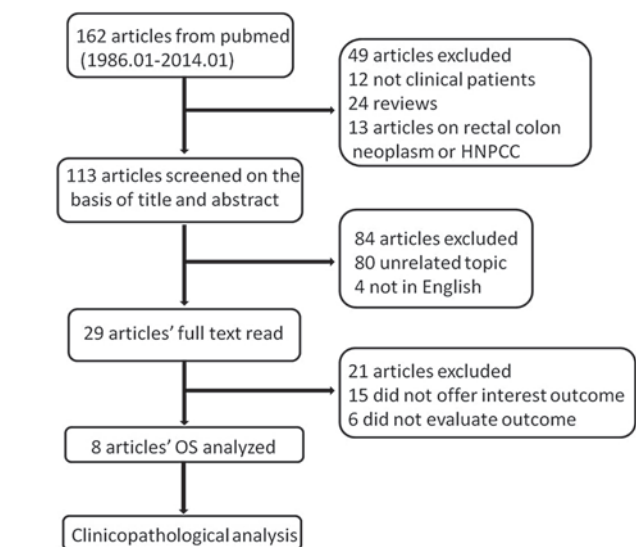 162 articles from pubmed
(1986.01-2014.01)
49 articles excluded
12 not clinical patients
24 reviews
13 articles on rectal colon
neoplasm or HNPCC
113 articles screened on the
basis of title and abstract
84 articles excluded
80 unrelated topic
4 not in English
29 articles' full text read
21 articles excluded
15 did not offer interest outcome
6 did not evaluate outcome
8 articles' OS analyzed
Clinicopathological analysis